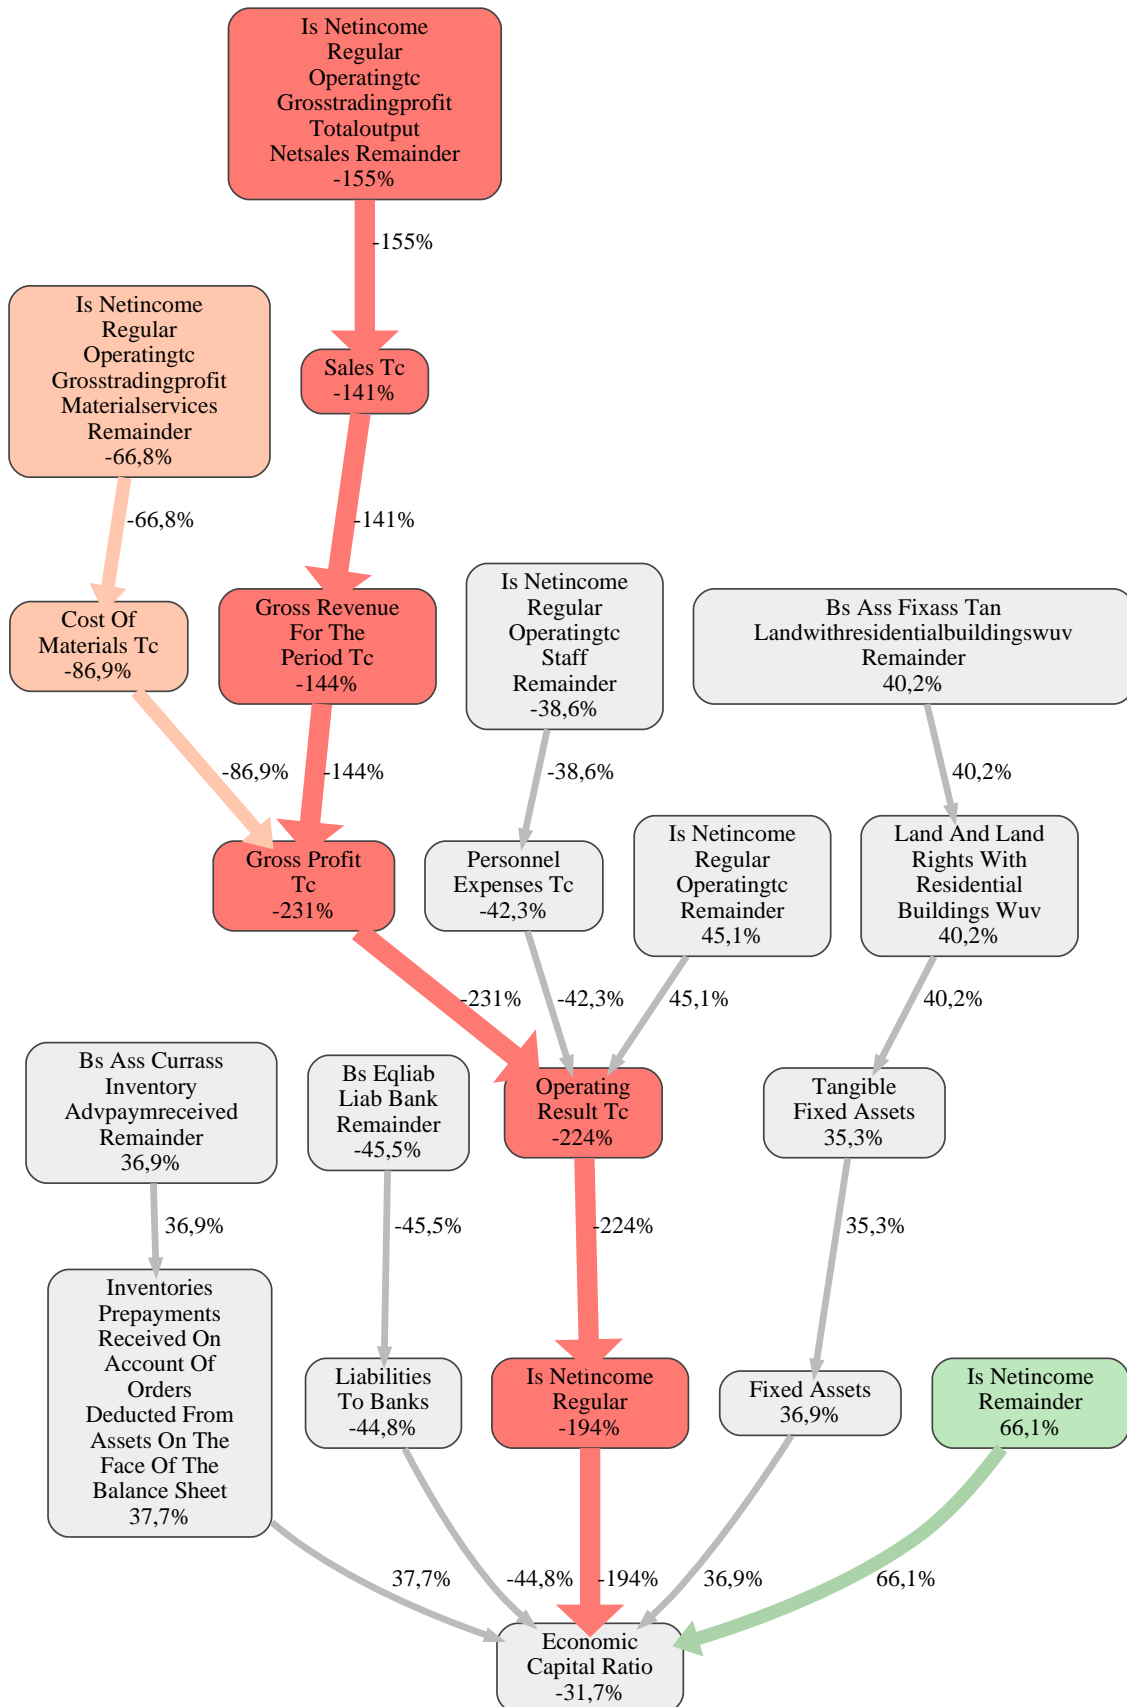 Is Netincome
Regular
Operatingtc
Grosstradingprofit
Totaloutput
Netsales Remainder
-155%
-155%
Is Netincome
Regular
Operatingtc
Grosstradingprofit
Materialservices
Remainder
-66,8%
Sales Tc
-141%
-66,8%
-141%
Cost Of
Materials Tc
-86,9%
Gross Revenue
For The
Period Tc
-144%
Is Netincome
Regular
Operatingtc
Staff
Remainder
-38,6%
Bs Ass Fixass Tan
Landwithresidentialbuildingswuv
Remainder
40,2%
-86,9%
-144%
-38,6%
40,2%
Gross Profit
Tc
-231%
Personnel
Expenses Tc
-42,3%
Is Netincome
Regular
Operatingtc
Remainder
45,1%
Land And Land
Rights With
Residential
Buildings Wuv
40,2%
-231%
-42,3%
45,1%
40,2%
Bs Ass Currass
Inventory
Advpaymreceived
Remainder
36,9%
Bs Eqliab
Liab Bank
Remainder
-45,5%
Operating
Result Tc
-224%
Tangible
Fixed Assets
35,3%
36,9%
-45,5%
-224%
35,3%
Inventories
Prepayments
Received On
Account Of
Orders
Deducted From
Assets On The
Face Of The
Balance Sheet
37,7%
Liabilities
To Banks
-44,8%
Is Netincome
Regular
-194%
Fixed Assets
36,9%
Is Netincome
Remainder
66,1%
37,7%
-44,8%
-194%
36,9%
66,1%
Economic
Capital Ratio
-31,7%